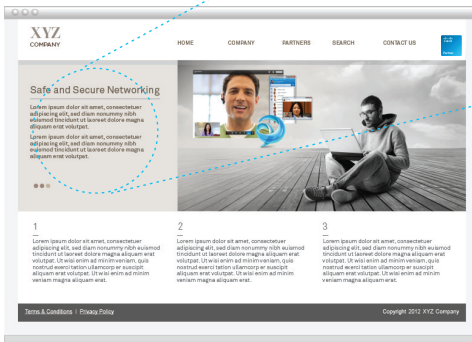 XYZ
COMPANY
HOME COMPANY PARTNERS SEARCH CONTACT US
Safe and Secure Networking
Lorem ipsum dolor sit amet, consectetuer
adipiscing elit, sed diam nonummy nibh
euismod tincidunt ut laoreet dolore magna
aliquam erat volutpat.
Lorem ipsum dolor sit amet, consectetuer
adipiscing elit, sed diam nonummy nibh
euismod tincidunt ut laoreet dolore magna
aliquam erat volutpat.
1
Lorem ipsum dolor sit amet, consectetuer
adipiscing elit, sed diam nonummy nibh euismod
tincidunt ut laoreet dolore magna aliquam erat
volutpat. Ut wisi enim ad minim veniam, quis
nostrud exerci tation ullamcorp er suscipit
aliquam erat volutpat. Ut wisi enim ad minim
veniam magna erat.
2
Lorem ipsum dolor sit amet, consectetuer
adipiscing elit, sed diam nonummy nibh euismod
tincidunt ut laoreet dolore magna aliquam erat
volutpat. Ut wisi enim ad minim veniam, quis
nostrud exerci tation ullamcorp er suscipit
aliquam erat volutpat. Ut wisi enim ad minim
veniam magna erat.
3
Lorem ipsum dolor sit amet, consectetuer
adipiscing elit, sed diam nonummy nibh euismod
tincidunt ut laoreet dolore magna aliquam erat
volutpat. Ut wisi enim ad minim veniam, quis
nostrud exerci tation ullamcorp er suscipit
aliquam erat volutpat. Ut wisi enim ad minim
veniam magna erat.
Terms & Conditions | Privacy Policy
Copyright 2012 XYZ Company